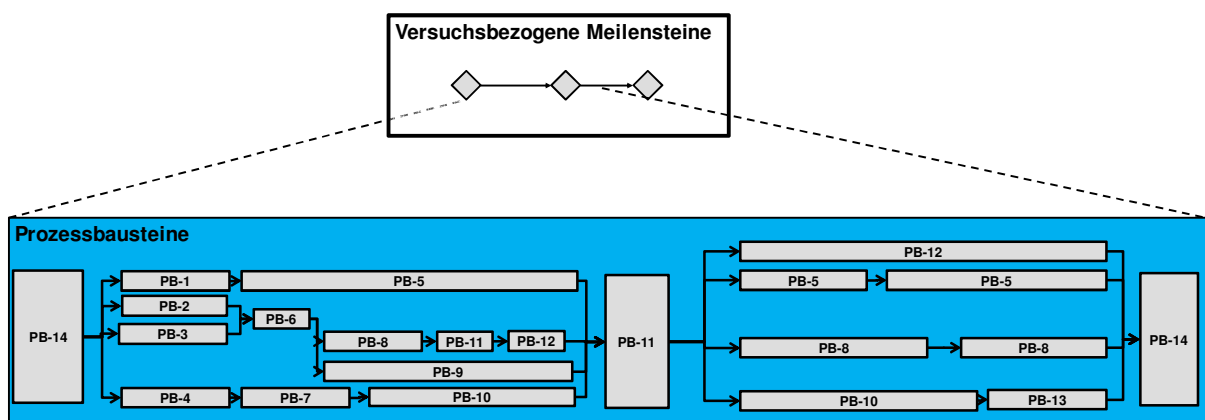 Versuchsbezogene Meilensteine
Prozessbausteine
PB-14
PB-1
PB-5
PB-2
PB-3
PB-6
PB-8
PB-11
PB-12
PB-9
PB-4
PB-7
PB-10
PB-11
PB-12
PB-5
PB-5
PB-8
PB-8
PB-10
PB-13
PB-14